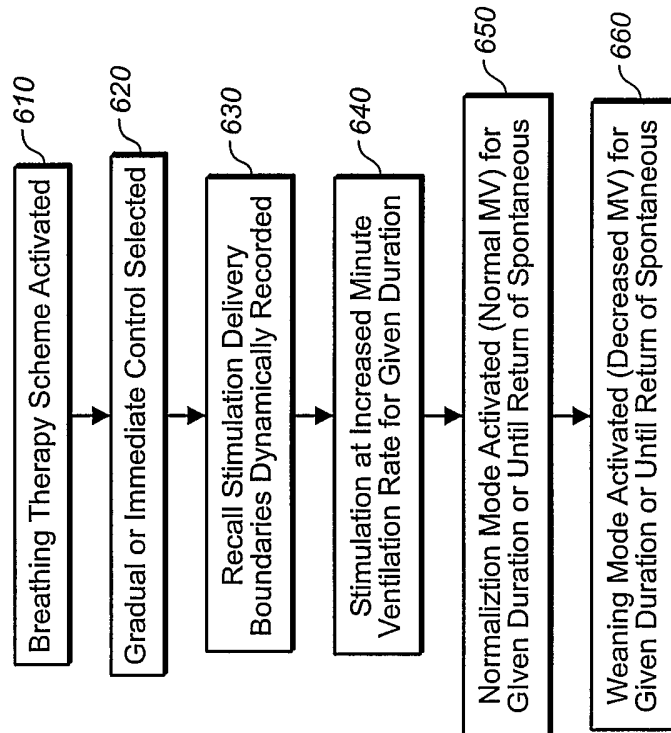 610
Breathing Therapy Scheme Activated
620
Gradual or Immediate Control Selected
630
Recall Stimulation Delivery
Boundaries Dynamically Recorded
640
Stimulation at Increased Minute
Ventilation Rate for Given Duration
650
Normaliztion Mode Activated (Normal MV) for
GIven Duration or Until Return of Spontaneous
660
Weaning Mode Activated (Decreased MV) for
Given Duration or Until Return of Spontaneous